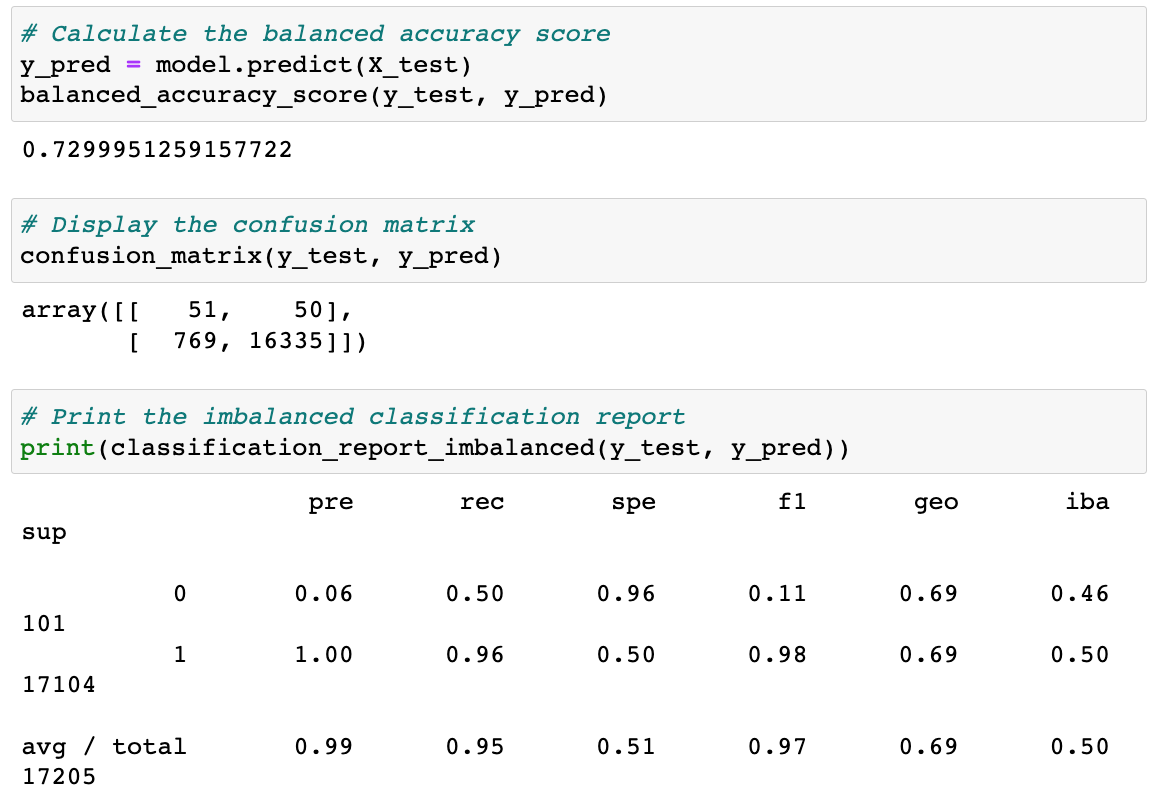 # Calculate the balanced accuracy score
y_pred = model.predict(X_test)
balanced_accuracy_score(y_test, y_pred)
0.7299951259157722
# Display the confusion matrix
confusion_matrix(y_test, y_pred)
array([[   51,    50],
       [  769, 16335]])
# Print the imbalanced classification report
print(classification_report_imbalanced(y_test, y_pred))
                   pre       rec       spe        f1       geo       iba
sup
          0       0.06      0.50      0.96      0.11      0.69      0.46
101
          1       1.00      0.96      0.50      0.98      0.69      0.50
17104
avg / total       0.99      0.95      0.51      0.97      0.69      0.50
17205